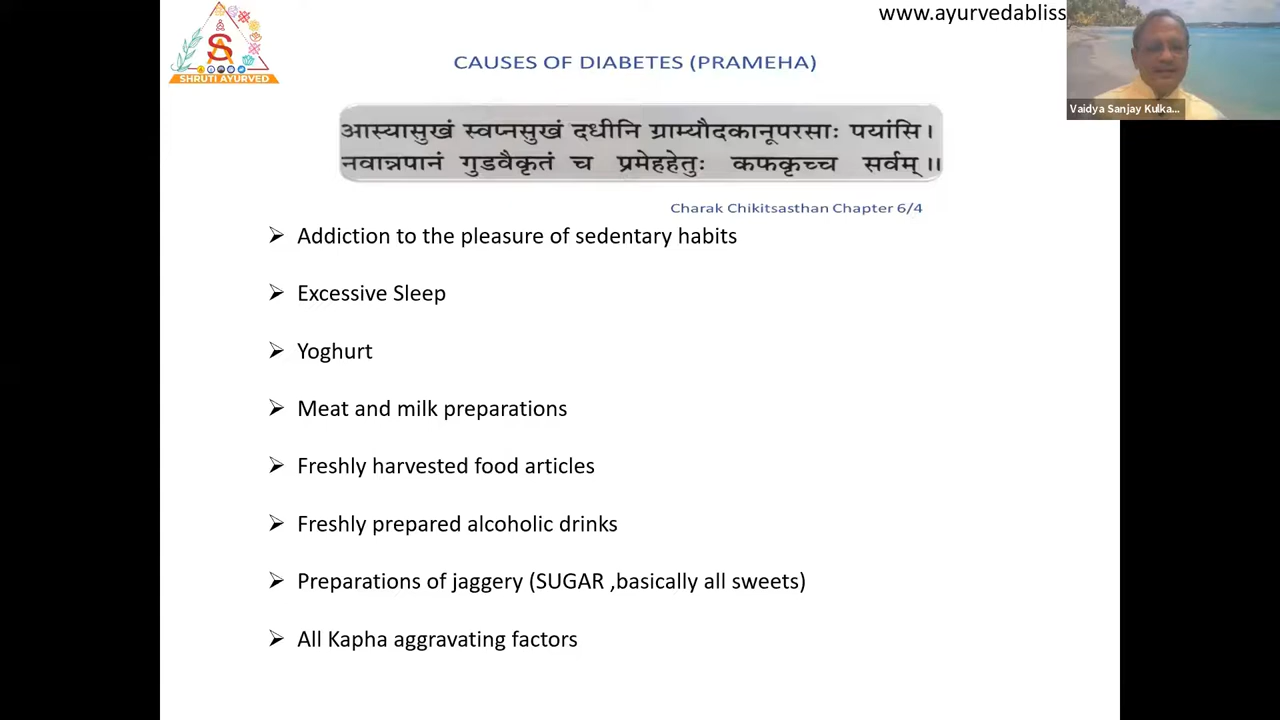 www.ayurvedabliss
SA
SHRUTI AYURVED
CAUSES OF DIABETES (PRAMEHA)
Vaidya Sanjay Kulka...
आस्यासुखं स्वप्नसुखं दधीनि ग्राम्यौदकानूपरसाः पयांसि।
नवान्नपानं गुडवैकृतं च प्रमेहहेतुः कफकृच्च सर्वम्॥
Charak Chikitsasthan Chapter 6/4
➢ Addiction to the pleasure of sedentary habits
➢ Excessive Sleep
➢ Yoghurt
➢ Meat and milk preparations
➢ Freshly harvested food articles
➢ Freshly prepared alcoholic drinks
➢ Preparations of jaggery (SUGAR ,basically all sweets)
➢ All Kapha aggravating factors